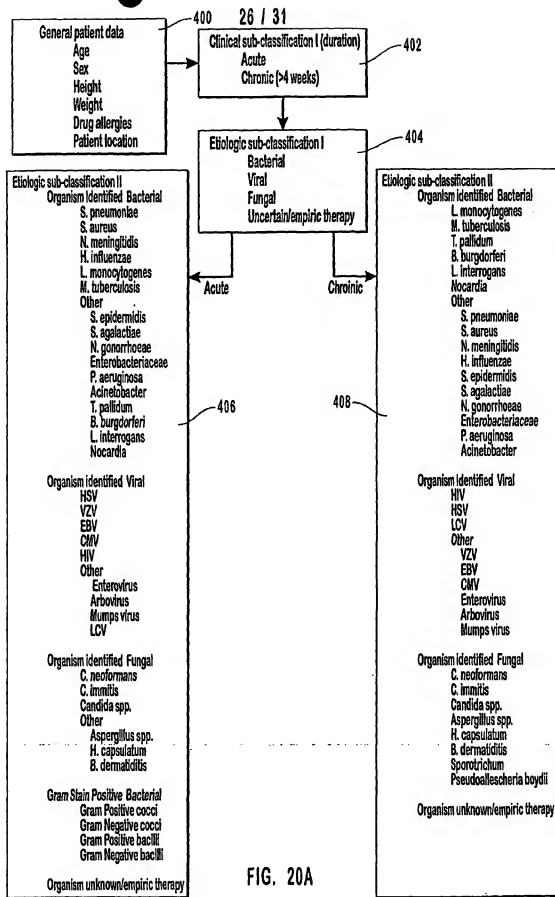 26 / 31
400
General patient data
Age
Sex
Height
Weight
Drug allergies
Patient location
Clinical sub-classification I (duration)
Acute
Chronic (>4 weeks)
402
Etiologic sub-classification I
Bacterial
Viral
Fungal
Uncertain/empiric therapy
404
Acute
Chroinic
Etiologic sub-classification II
Organism Identified Bacterial
S. pneumoniae
S. aureus
N. meningitidis
H. influenzae
L. monocytogenes
M. tuberculosis
Other
S. epidermidis
S. agalactiae
N. gonorrhoeae
Enterobacteriaceae
P. aeruginosa
Acinetobacter
T. pallidum
B. burgdorferi
L. interrogans
Nocardia
Organism Identified Viral
HSV
VZV
EBV
CMV
HIV
Other
Enterovirus
Arbovirus
Mumps virus
LCV
Organism identified Fungal
C. neoformans
C. immitis
Candida spp.
Other
Aspergillus spp.
H. capsulatum
B. dermatiditis
Gram Stain Positive Bacterial
Gram Positive cocci
Gram Negative cocci
Gram Positive bacilli
Gram Negative bacilli
Organism unknown/empiric therapy
406
Etiologic sub-classification II
Organism Identified Bacterial
L. monocytogenes
M. tuberculosis
T. pallidum
B. burgdorferi
L. interrogans
Nocardia
Other
S. pneumoniae
S. aureus
N. meningitidis
H. influenzae
S. epidermidis
S. agalactiae
N. gonorrhoeae
Enterobacteriaceae
P. aeruginosa
Acinetobacter
Organism identified Viral
HIV
HSV
LCV
Other
VZV
EBV
CMV
Enterovirus
Arbovirus
Mumps virus
Organism identified Fungal
C. neoformans
C. immitis
Candida spp.
Aspergillus spp.
H. capsulatum
B. dermatiditis
Sporotrichum
Pseudoallescheria boydii
Organism unknown/empiric therapy
408
FIG. 20A